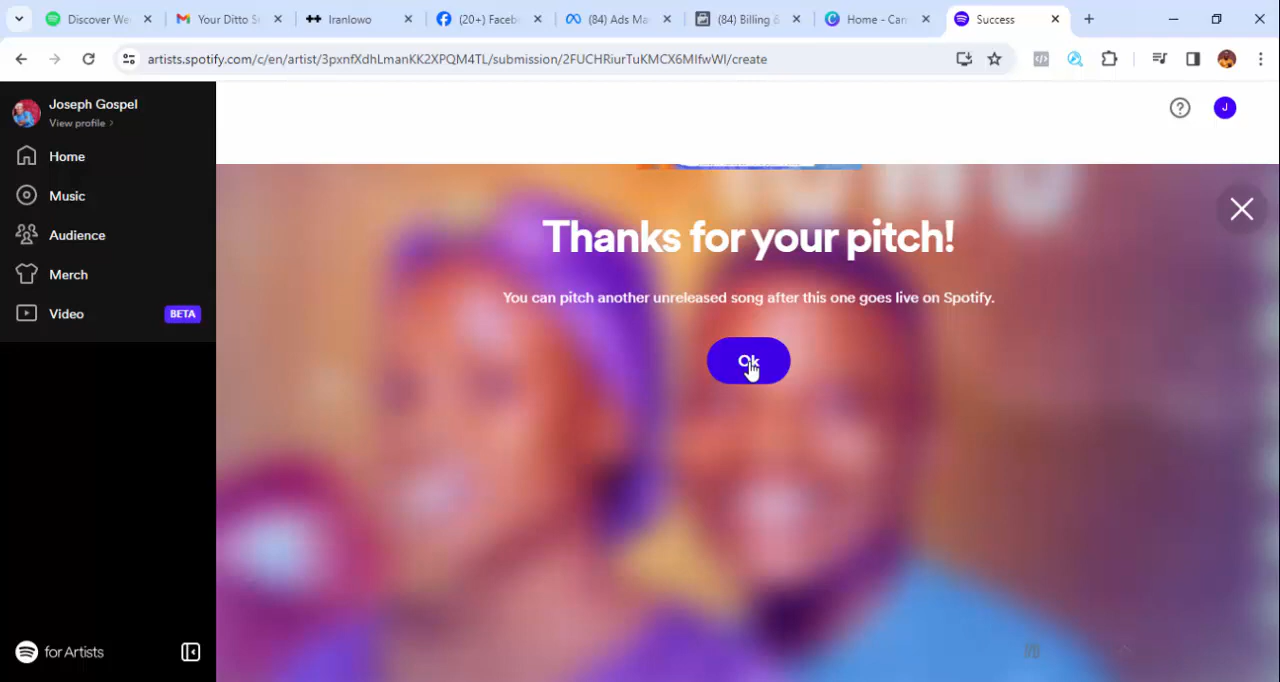 Discover We
Your Ditto S
Iranlowo
(20+) Faceb
(84) Ads Ma
(84) Billing &
Home - Can
Success
artists.spotify.com/c/en/artist/3pxnfXdhLmanKK2XPQM4TL/submission/2FUCHRiurTuKMCX6MIfwWI/create
Joseph Gospel
View profile
J
Home
Music
Audience
Merch
Video
BETA
Thanks for your pitch!
You can pitch another unreleased song after this one goes live on Spotify.
Ok
for Artists